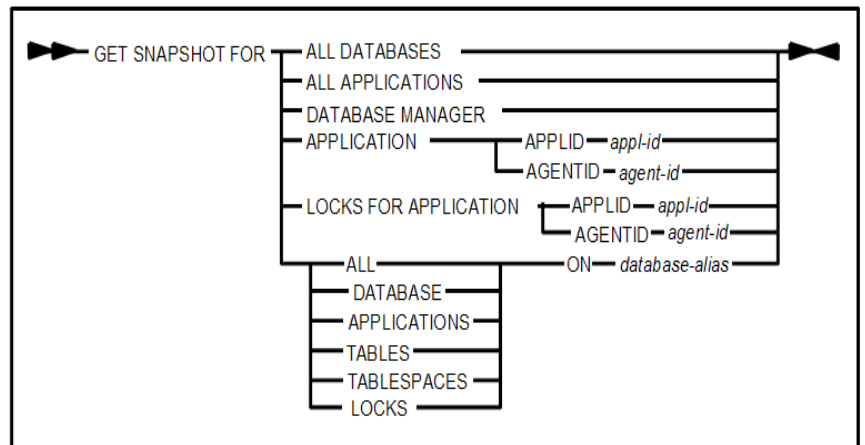 GET SNAPSHOT FOR ALL DATABASES
ALL APPLICATIONS
DATABASE MANAGER
APPLICATION APPLID appl-id
AGENTID agent-id
LOCKS FOR APPLICATION APPLID appl-id
AGENTID agent-id
ALL ON database-alias
DATABASE
APPLICATIONS
TABLES
TABLESPACES
LOCKS